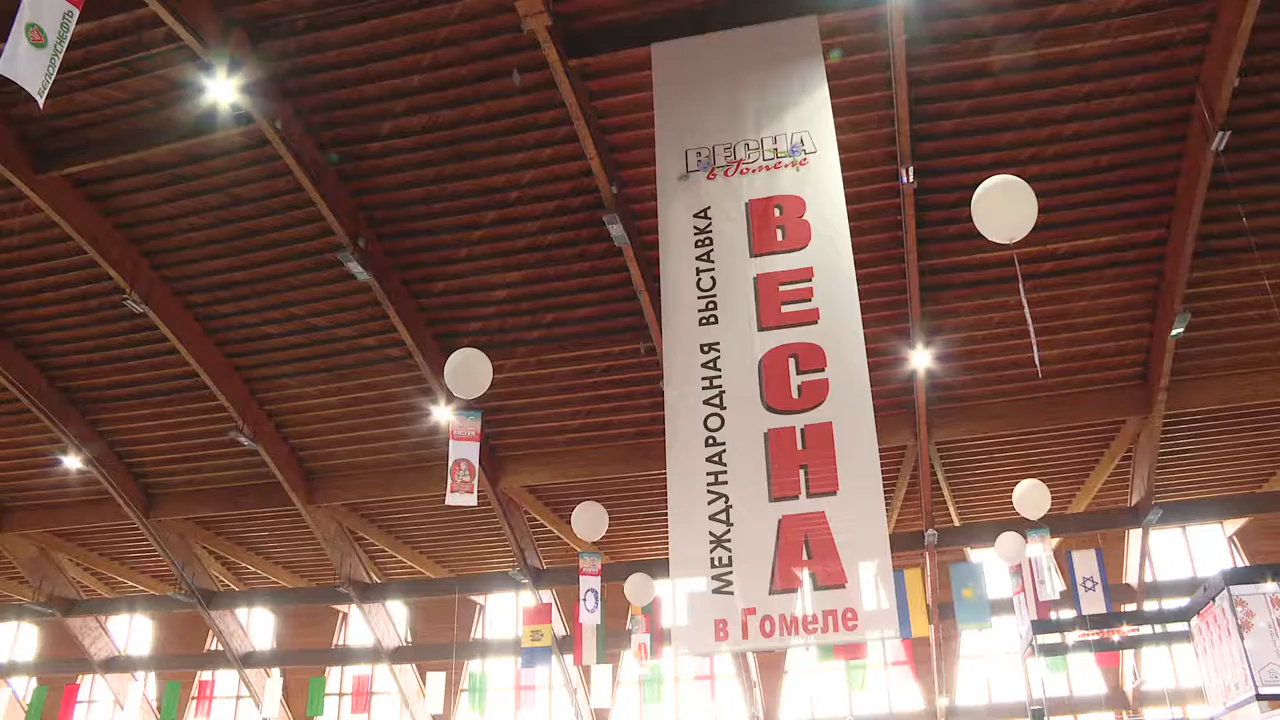 БЕЛОРУСНЕФТЬ
ВЕСНА
в Гомеле
МЕЖДУНАРОДНАЯ ВЫСТАВКА
ВЕСНА
в Гомеле